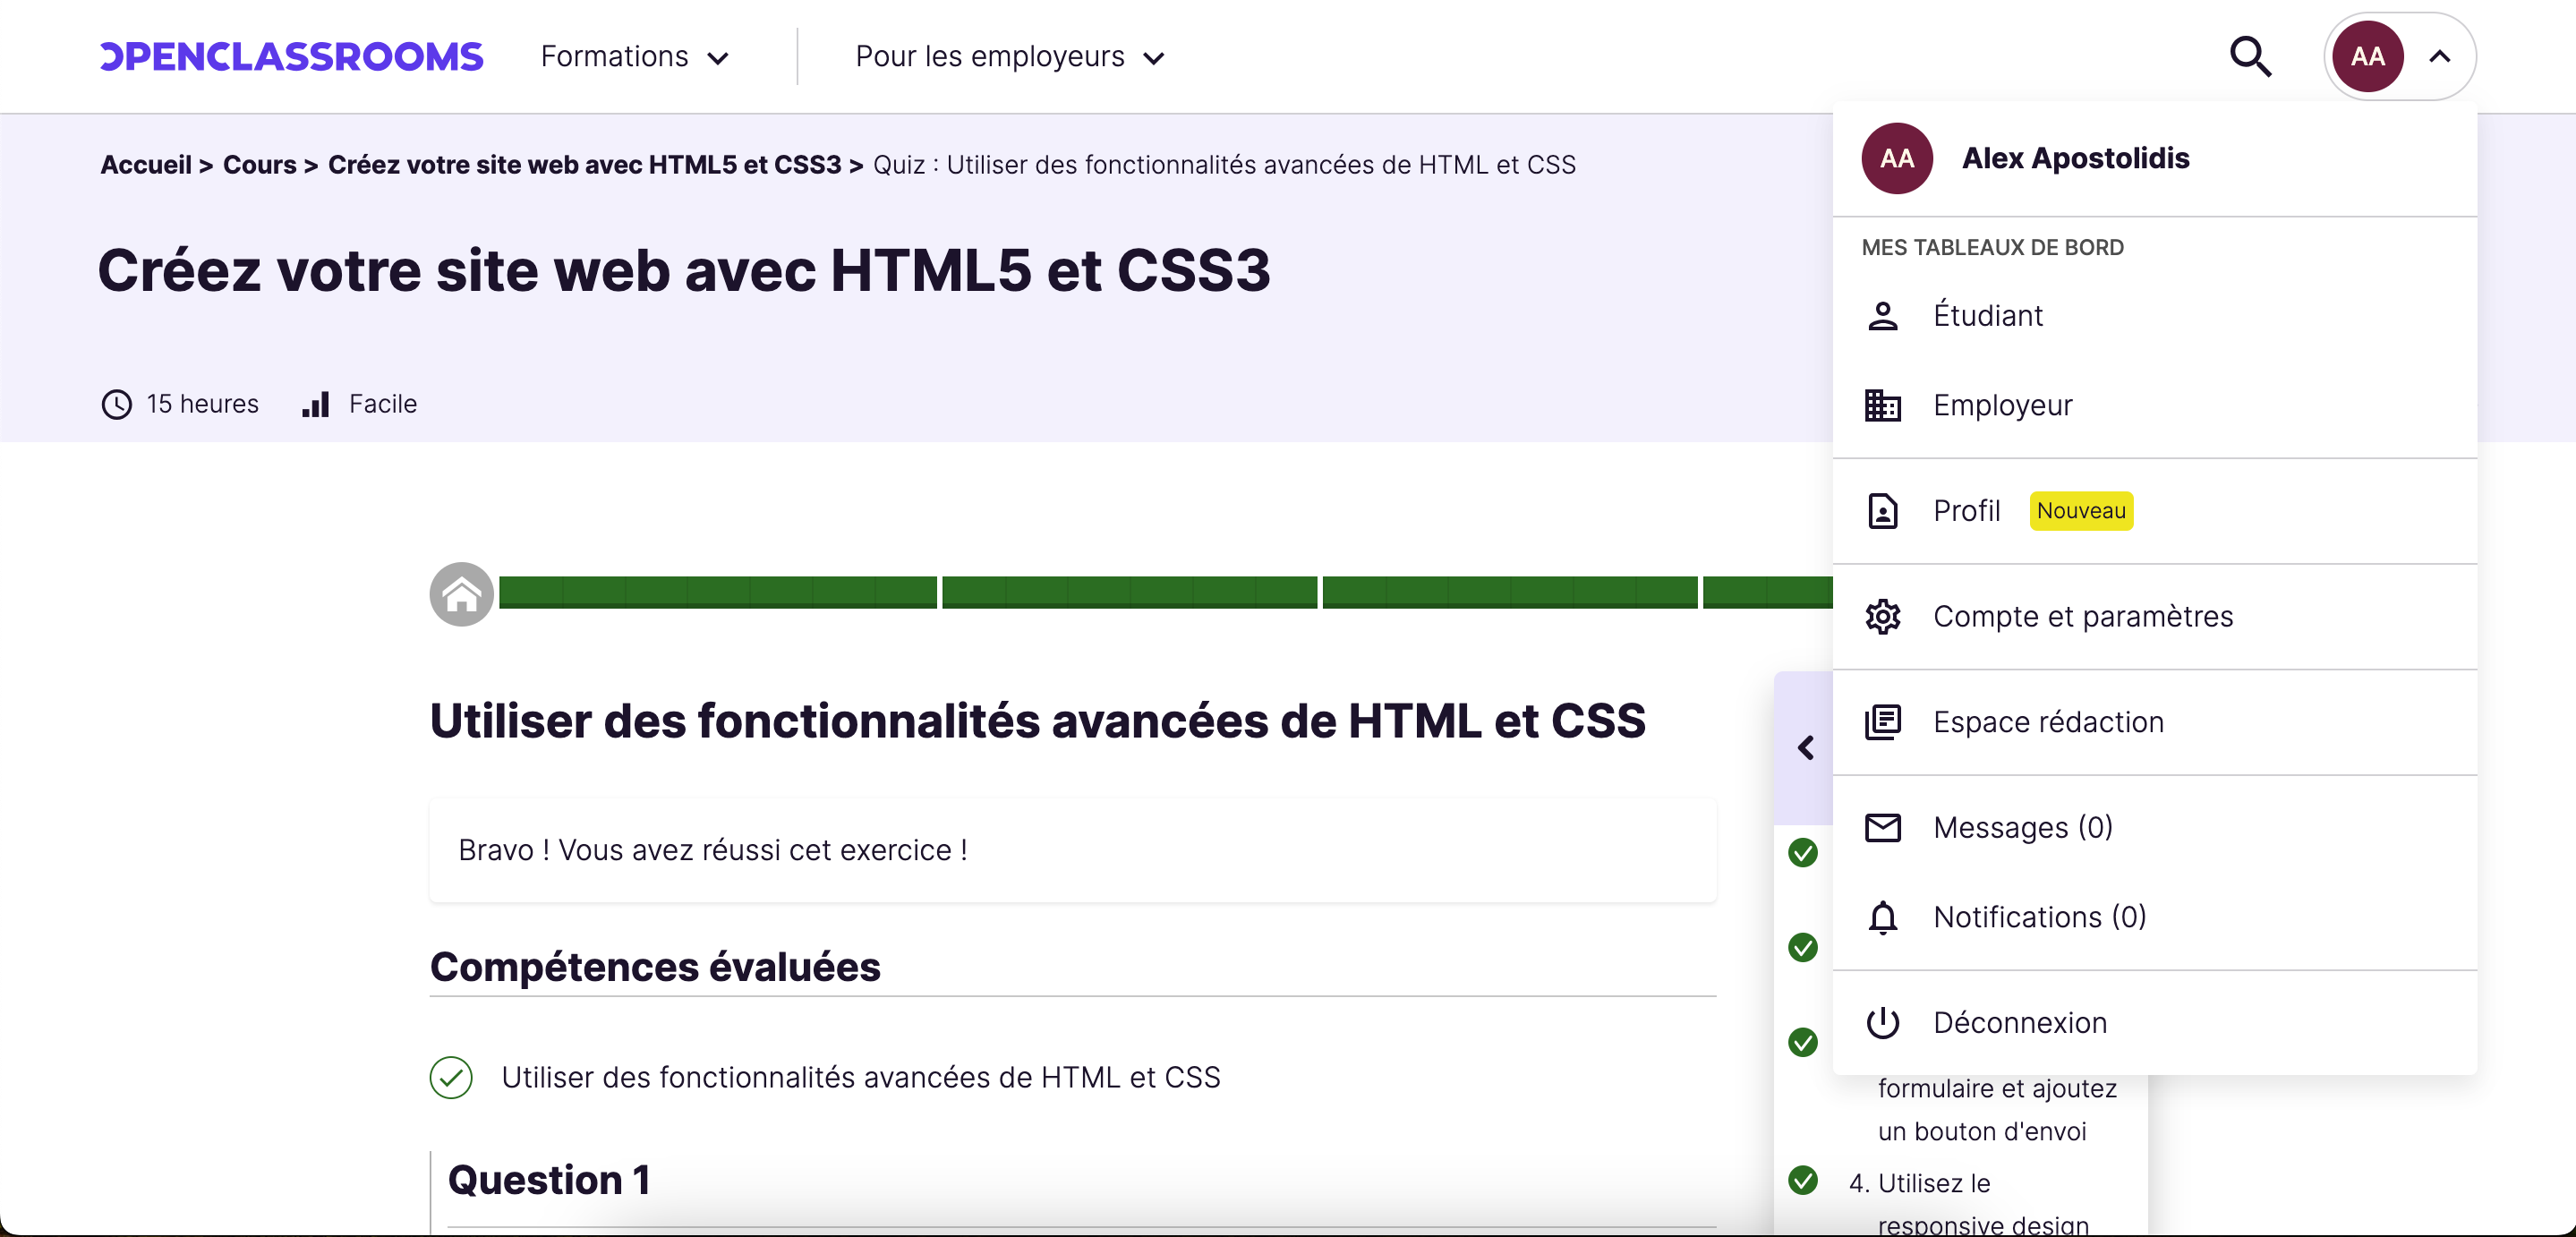 OPENCLASSROOMS
Formations
Pour les employeurs
AA
Accueil > Cours > Créez votre site web avec HTML5 et CSS3 > Quiz : Utiliser des fonctionnalités avancées de HTML et CSS
Créez votre site web avec HTML5 et CSS3
15 heures
Facile
AA
Alex Apostolidis
MES TABLEAUX DE BORD
Étudiant
Employeur
Profil
Nouveau
Compte et paramètres
Espace rédaction
Messages (0)
Notifications (0)
Déconnexion
Utiliser des fonctionnalités avancées de HTML et CSS
Bravo ! Vous avez réussi cet exercice !
Compétences évaluées
Utiliser des fonctionnalités avancées de HTML et CSS
Question 1
formulaire et ajoutez
un bouton d'envoi
4. Utilisez le
responsive design